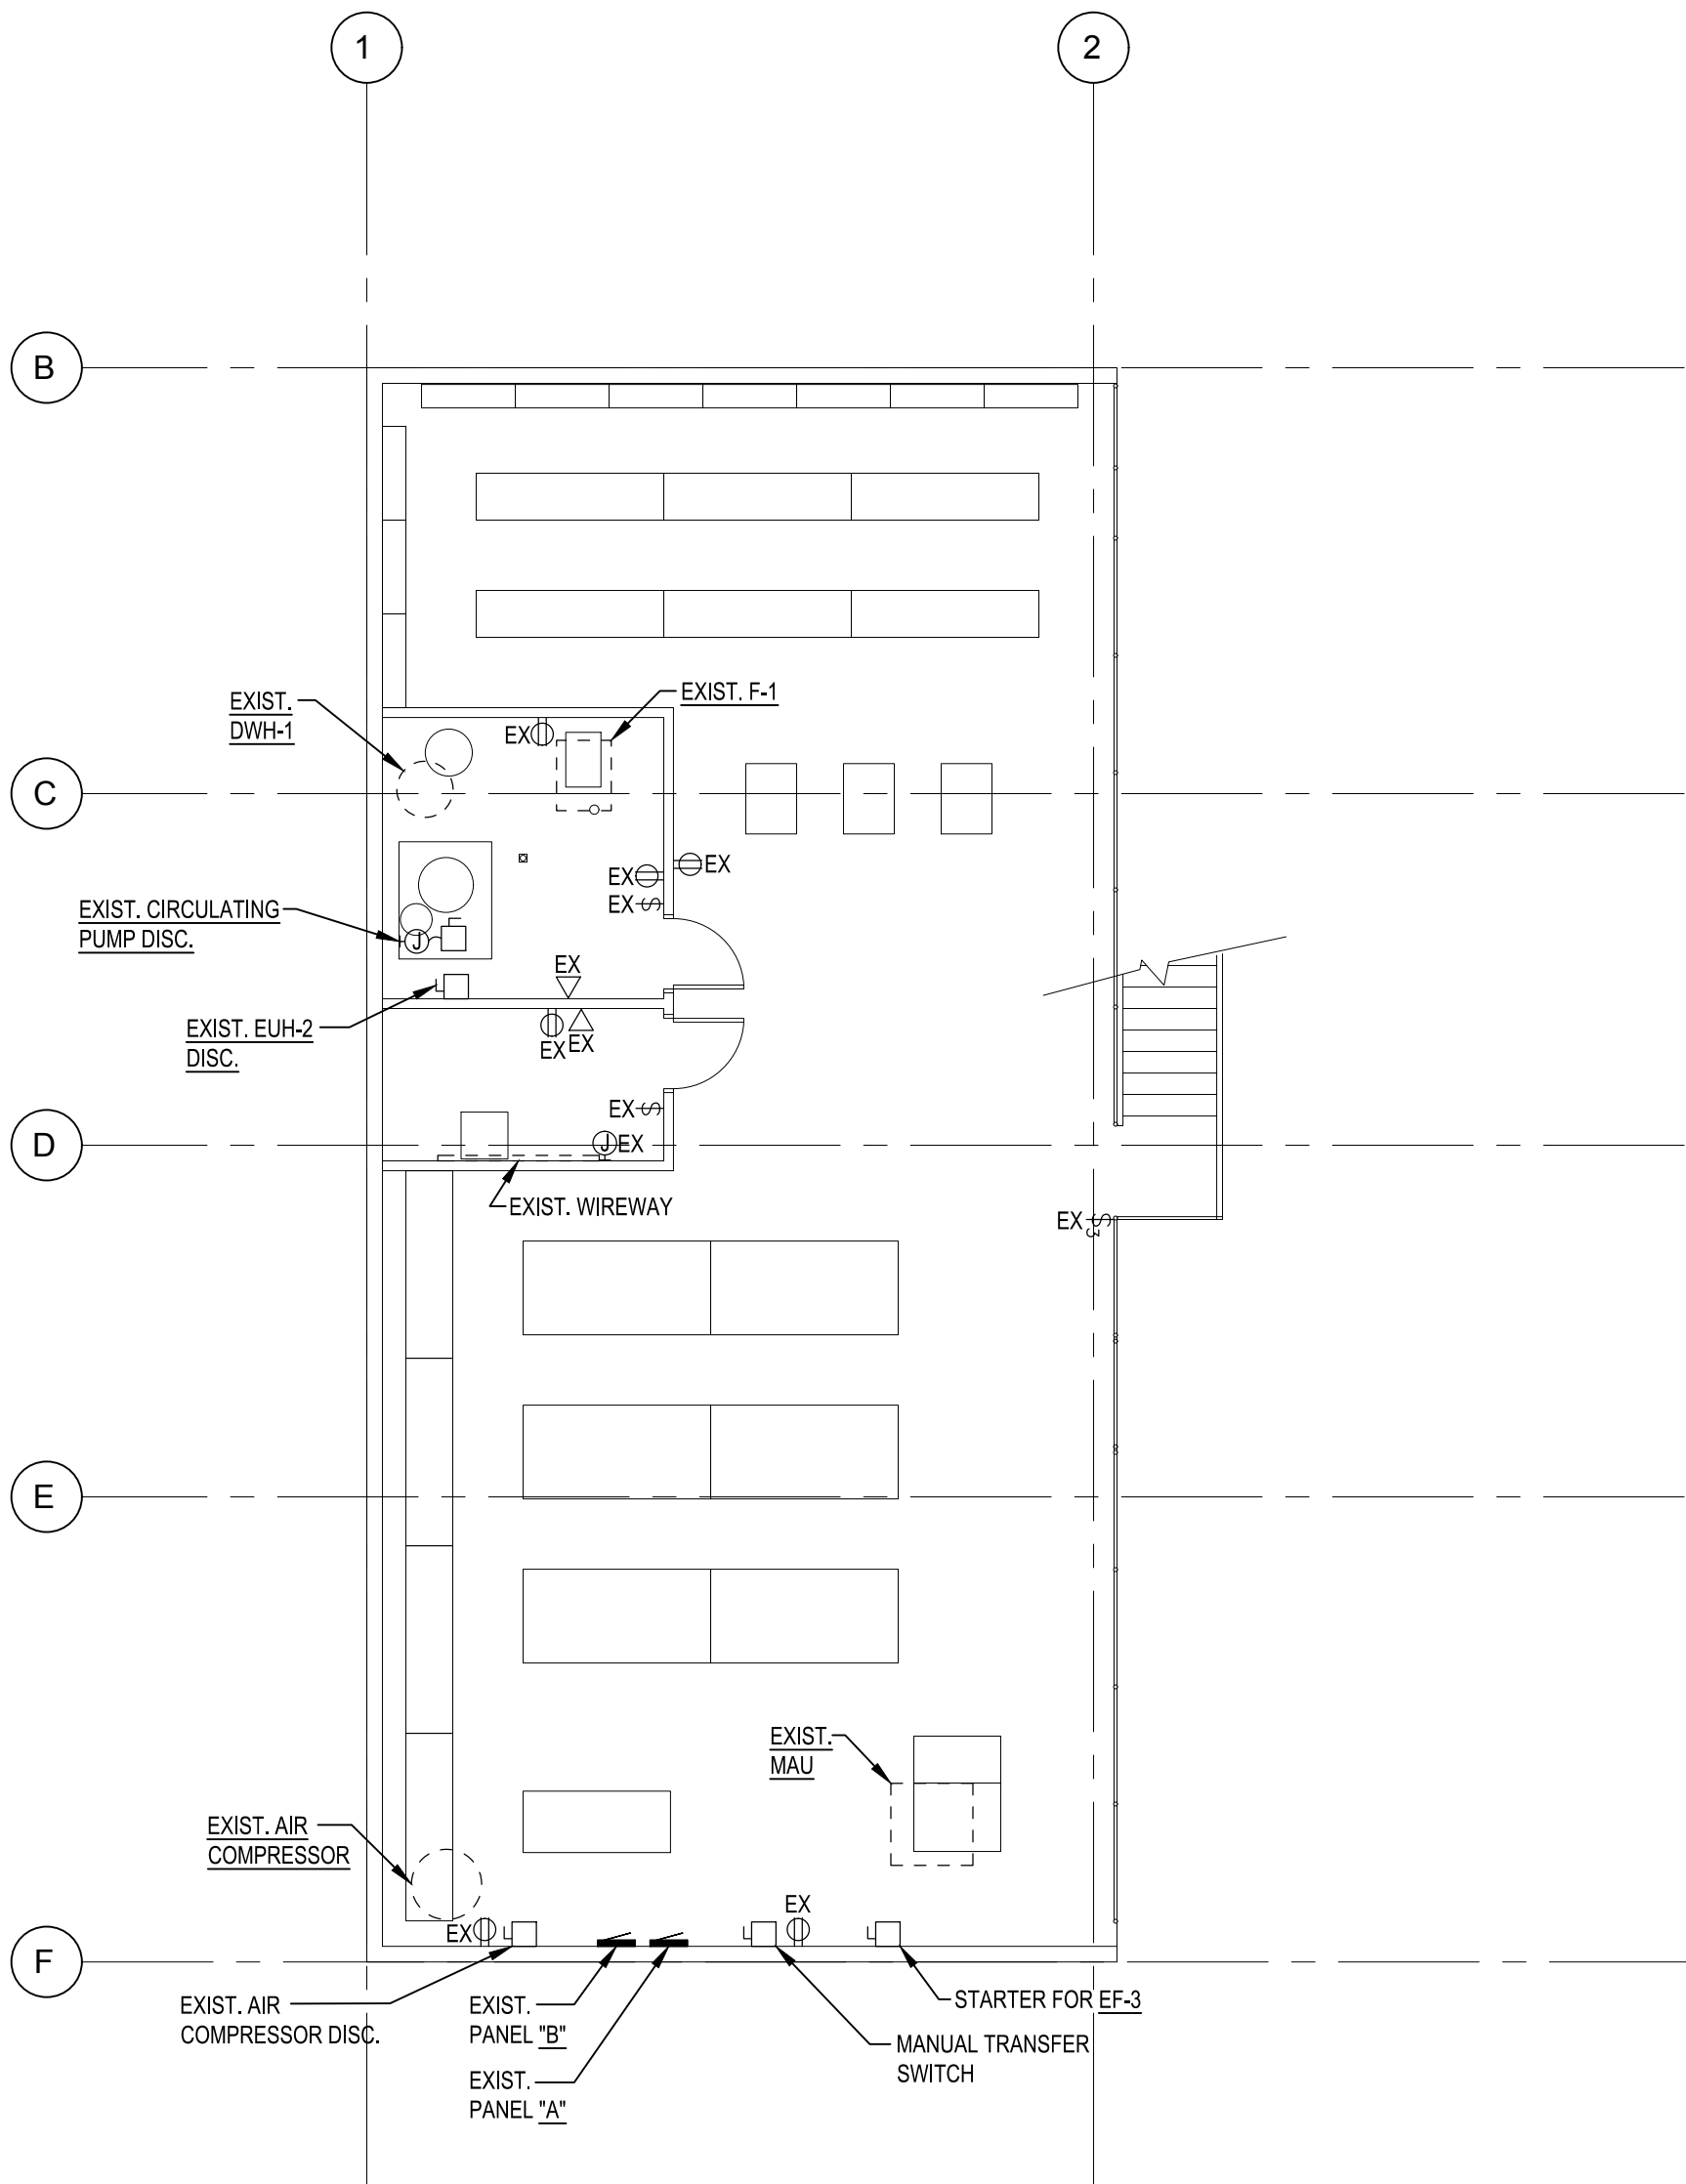 1
2
B
EXIST.
DWH-1
EXIST. F-1
EX
C
EX
EX
EX S
EXIST. CIRCULATING
PUMP DISC.
J
EX
EXIST. EUH-2
DISC.
EX
EX
EX S
D
J EX
EXIST. WIREWAY
EX S3
E
EXIST.
MAU
EXIST. AIR
COMPRESSOR
EX
EX
F
EXIST. AIR
COMPRESSOR DISC.
EXIST.
PANEL "B"
STARTER FOR EF-3
MANUAL TRANSFER
SWITCH
EXIST.
PANEL "A"